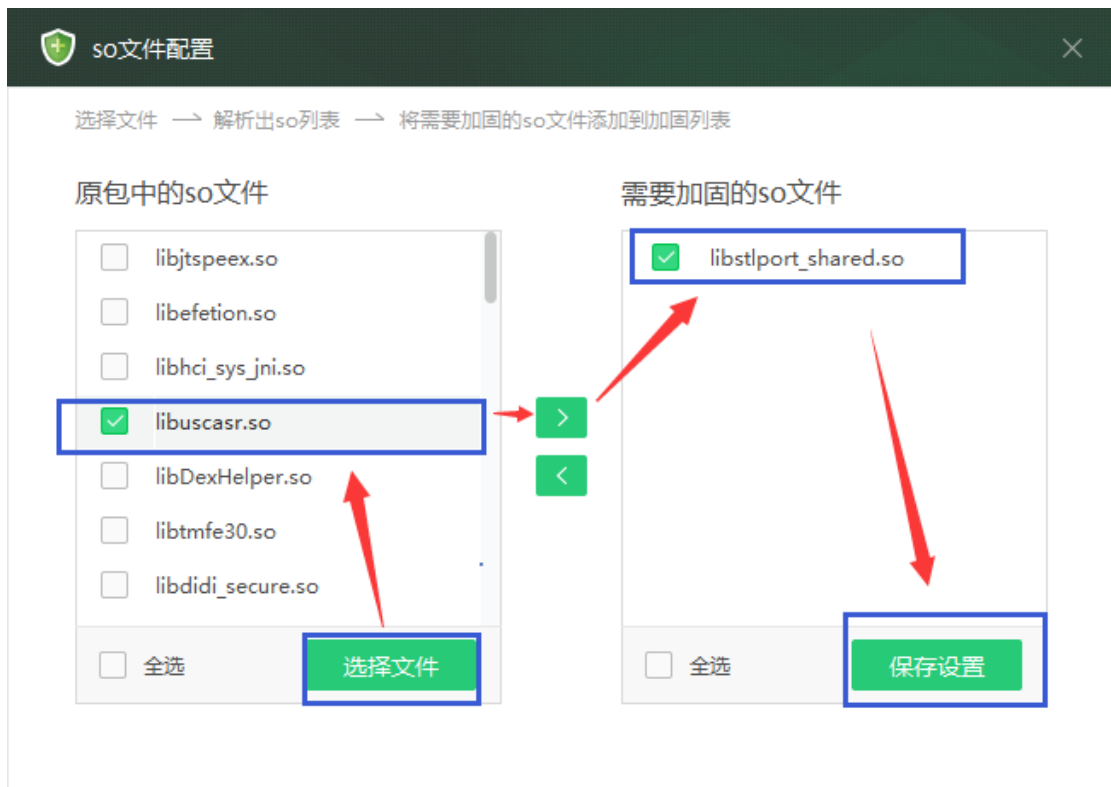 so文件配置
选择文件 → 解析出so列表 → 将需要加固的so文件添加到加固列表
原包中的so文件
libjtspeex.so
libefetion.so
libhci_sys_jni.so
libuscasr.so
libDexHelper.so
libtmfe30.so
libdidi_secure.so
全选 选择文件
需要加固的so文件
libstlport_shared.so
全选 保存设置